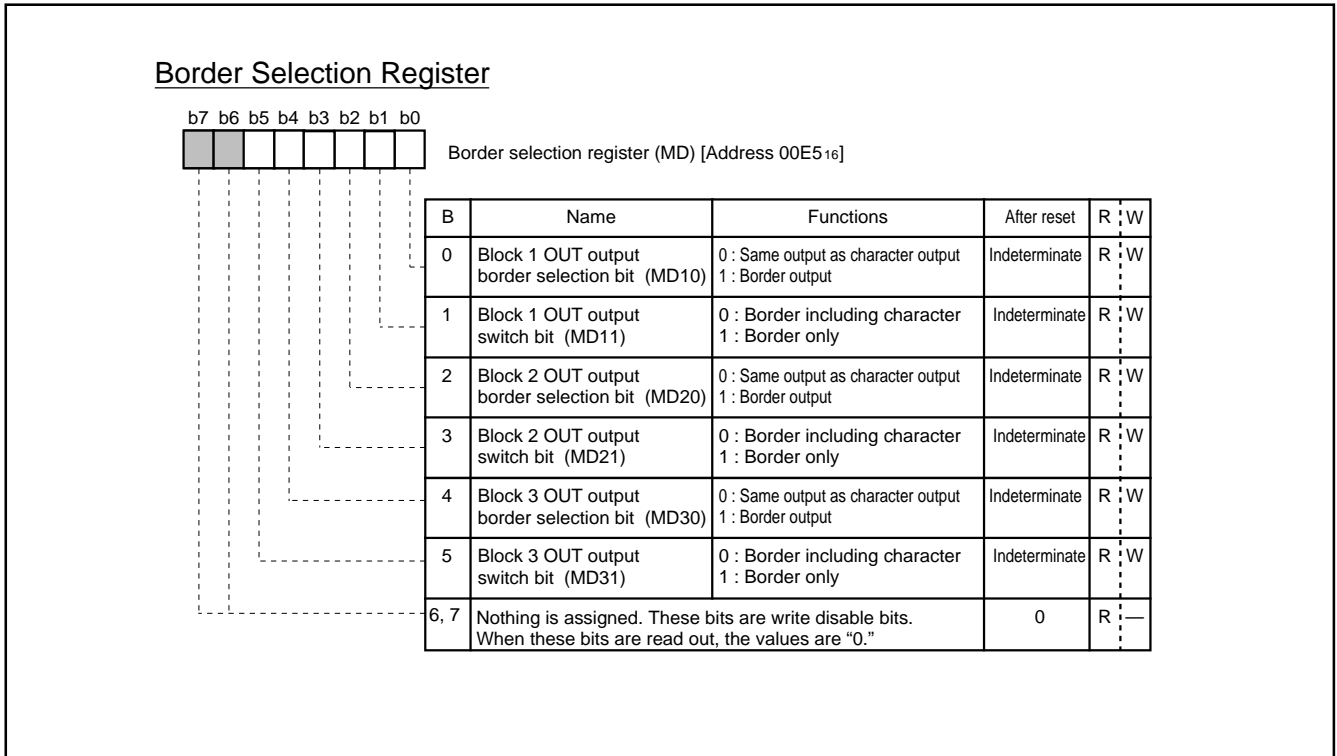 Border Selection Register
b7 b6 b5 b4 b3 b2 b1 b0
Border selection register (MD) [Address 00E516]
B Name Functions After reset R W
0 Block 1 OUT output border selection bit (MD10) 0 : Same output as character output 1 : Border output Indeterminate R W
1 Block 1 OUT output switch bit (MD11) 0 : Border including character 1 : Border only Indeterminate R W
2 Block 2 OUT output border selection bit (MD20) 0 : Same output as character output 1 : Border output Indeterminate R W
3 Block 2 OUT output switch bit (MD21) 0 : Border including character 1 : Border only Indeterminate R W
4 Block 3 OUT output border selection bit (MD30) 0 : Same output as character output 1 : Border output Indeterminate R W
5 Block 3 OUT output switch bit (MD31) 0 : Border including character 1 : Border only Indeterminate R W
6, 7 Nothing is assigned. These bits are write disable bits. When these bits are read out, the values are “0.” 0 R —